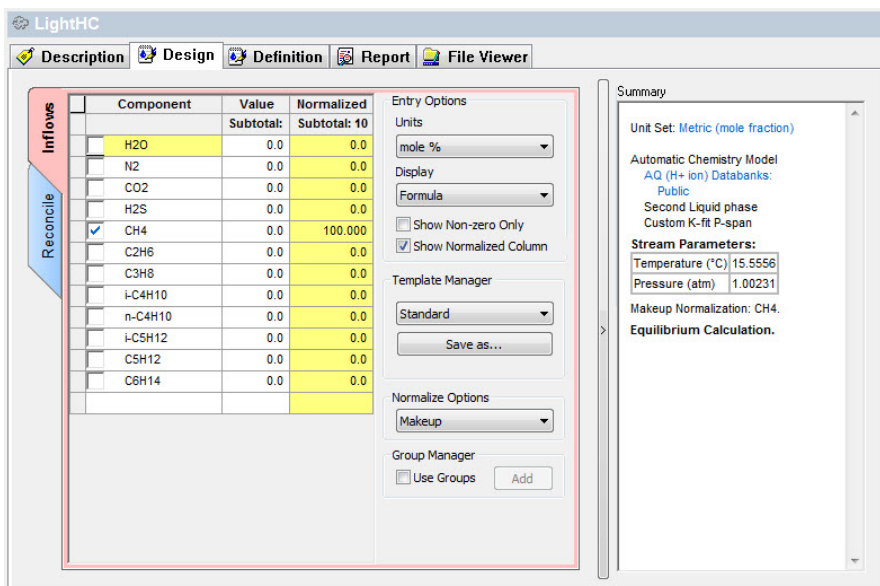 LightHC
Description Design Definition Report File Viewer
Inflows
Reconcile
Component Value Normalized
Subtotal: Subtotal: 10
H2O 0.0 0.0
N2 0.0 0.0
CO2 0.0 0.0
H2S 0.0 0.0
CH4 0.0 100.000
C2H6 0.0 0.0
C3H8 0.0 0.0
i-C4H10 0.0 0.0
n-C4H10 0.0 0.0
i-C5H12 0.0 0.0
C5H12 0.0 0.0
C6H14 0.0 0.0
Entry Options
Units
mole %
Display
Formula
Show Non-zero Only
Show Normalized Column
Template Manager
Standard
Save as...
Normalize Options
Makeup
Group Manager
Use Groups Add
>
Summary
Unit Set: Metric (mole fraction)
Automatic Chemistry Model
AQ (H+ ion) Databanks:
Public
Second Liquid phase
Custom K-fit P-span
Stream Parameters:
Temperature (°C) 15.5556
Pressure (atm) 1.00231
Makeup Normalization: CH4.
Equilibrium Calculation.